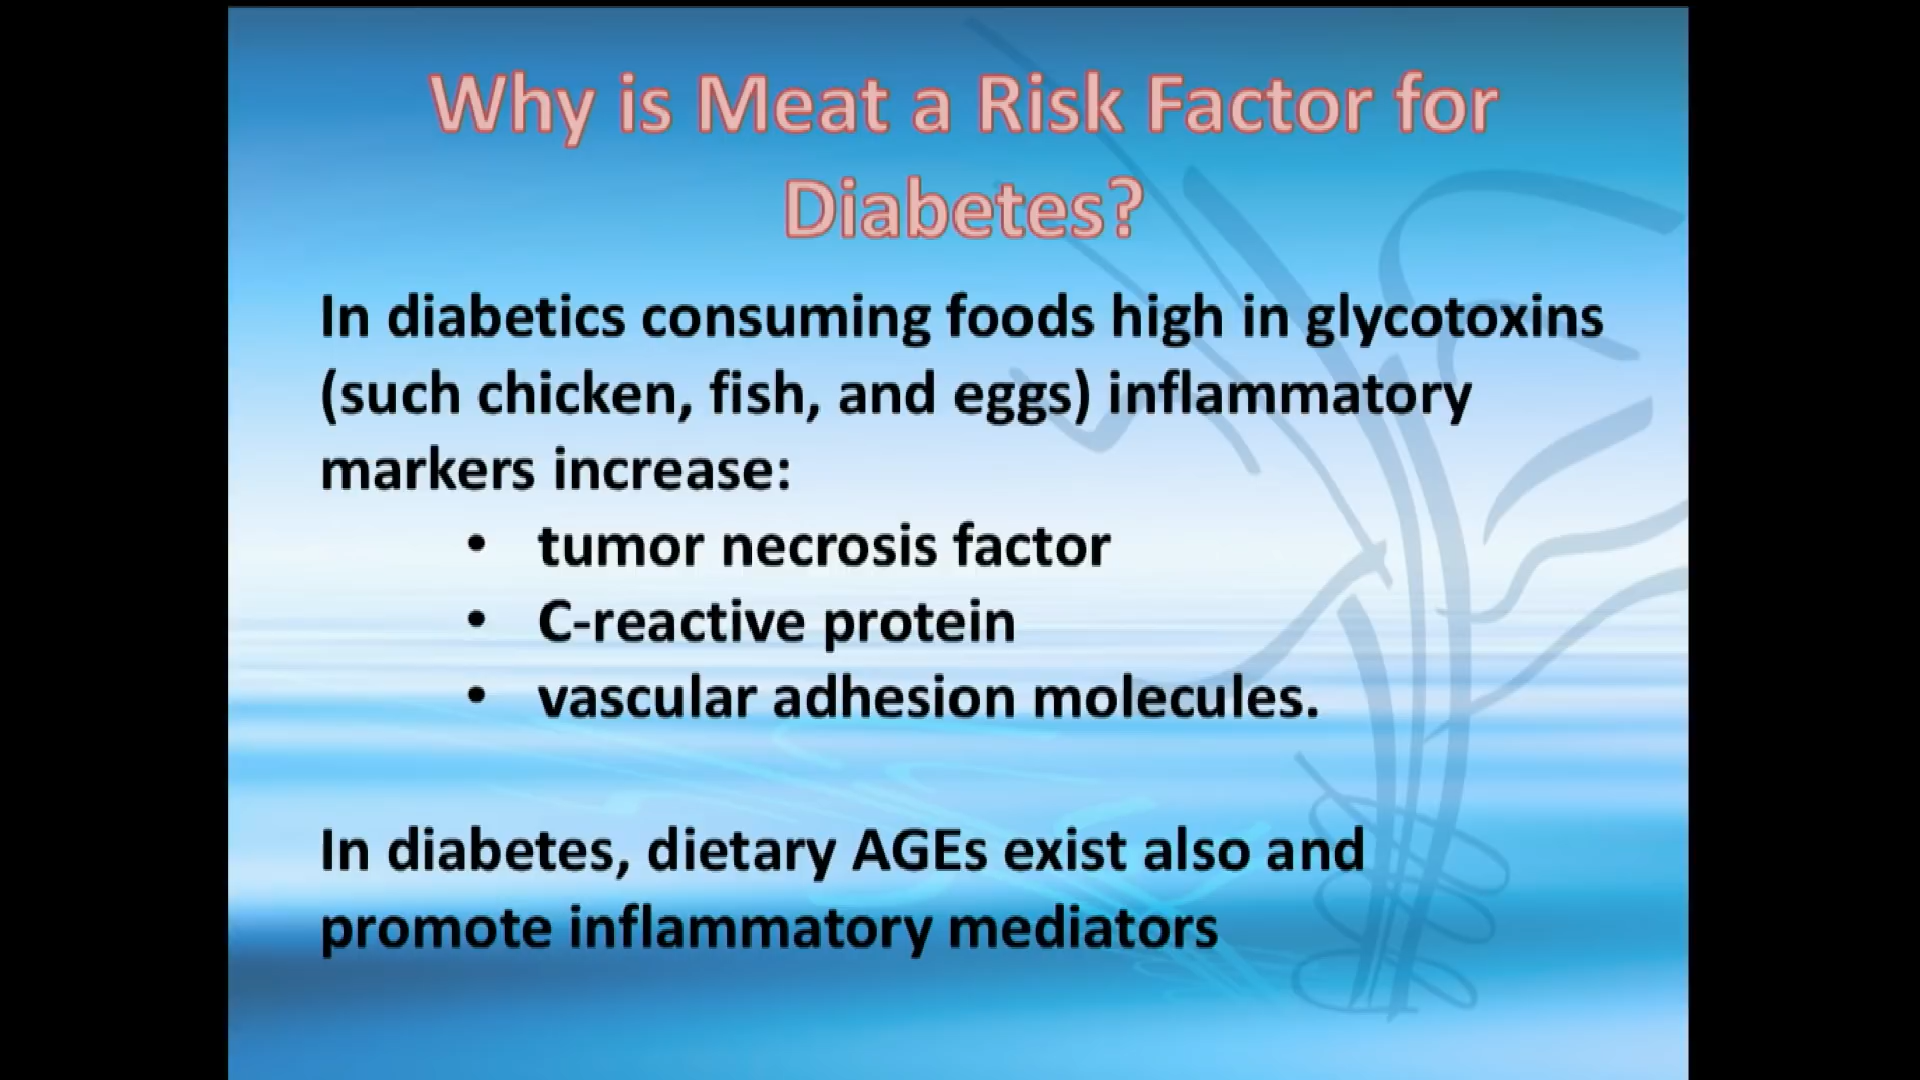 Why is Meat a Risk Factor for
Diabetes?
In diabetics consuming foods high in glycotoxins
(such chicken, fish, and eggs) inflammatory
markers increase:
• tumor necrosis factor
• C-reactive protein
• vascular adhesion molecules.
In diabetes, dietary AGEs exist also and
promote inflammatory mediators